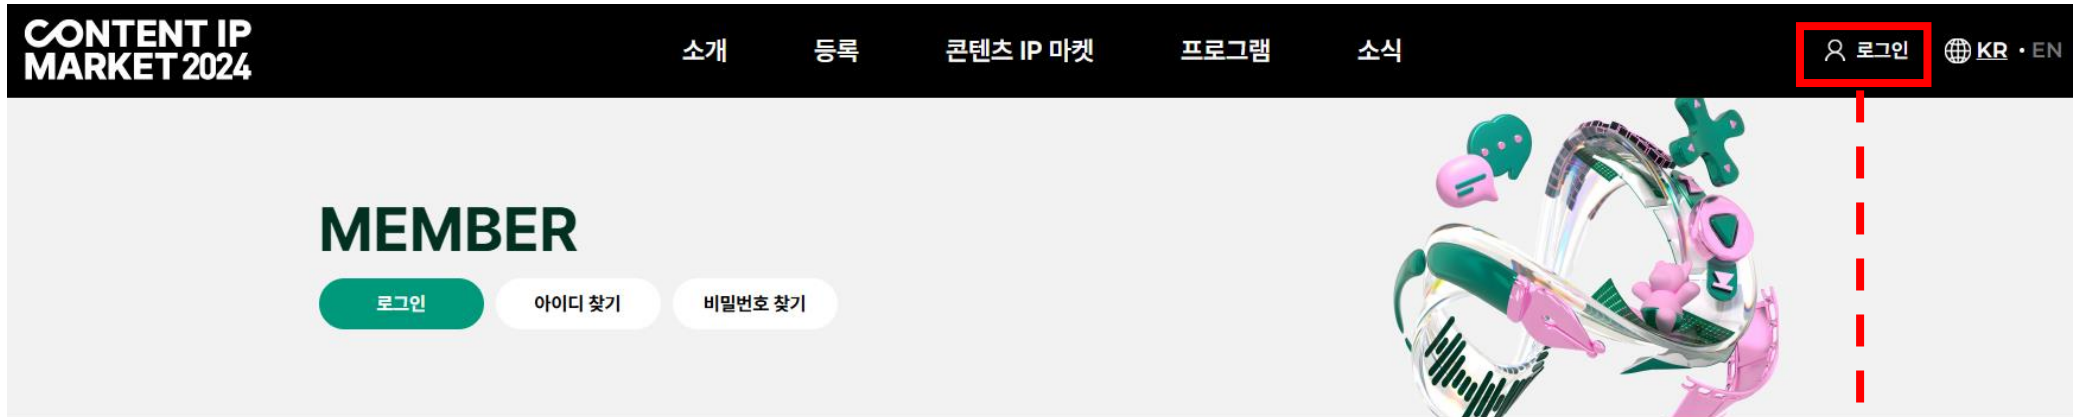 CONTENT IP
MARKET 2024
소개 등록 콘텐츠 IP 마켓 프로그램 소식 로그인 KR · EN
MEMBER
로그인 아이디 찾기 비밀번호 찾기